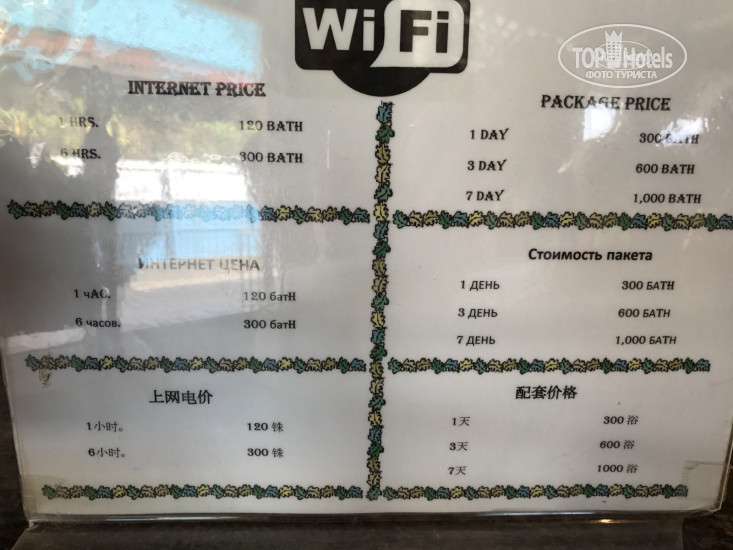 WiFi
TOPHotels
ФОТО ТУРИСТА
INTERNET PRICE
1 HRS. 120 BATH
6 HRS. 300 BATH
PACKAGE PRICE
1 DAY 300 BATH
3 DAY 600 BATH
7 DAY 1,000 BATH
ИНТЕРНЕТ ЦЕНА
1 чАС. 120 батН
6 часов. 300 батН
Стоимость пакета
1 ДЕНЬ 300 БАТН
3 ДЕНЬ 600 БАТН
7 ДЕНЬ 1,000 БАТН
上网电价
1小时。 120 铢
6小时。 300 铢
配套价格
1天 300 浴
3天 600 浴
7天 1000 浴